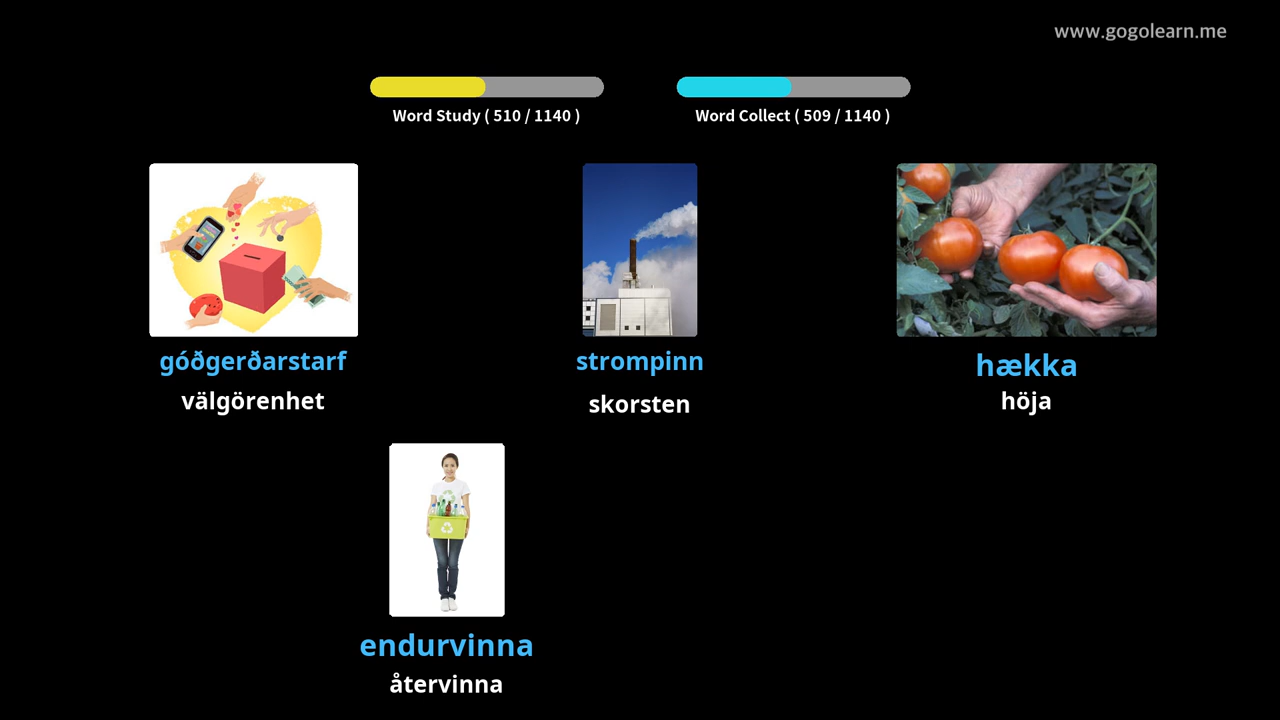 www.gogolearn.me
Word Study ( 510 / 1140 )
Word Collect ( 509 / 1140 )
góðgerðarstarf
strompinn
hækka
välgörenhet
skorsten
höja
endurvinna
återvinna